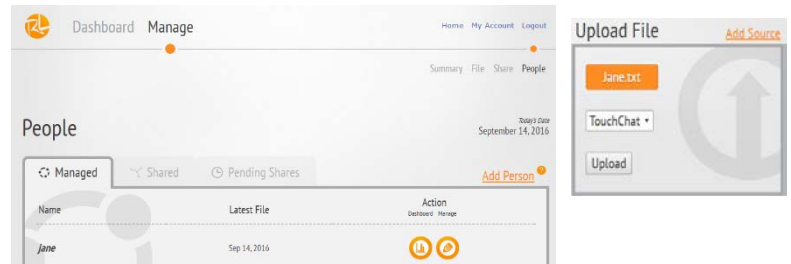 Dashboard Manage
Home My Account Logout
Summary File Share People
People
Today's Date
September 14, 2016
Managed Shared Pending Shares
Add Person ?
Name Latest File Action
Dashboard Manage
jane Sep 14, 2016
Upload File Add Source
Jane.txt
TouchChat
Upload